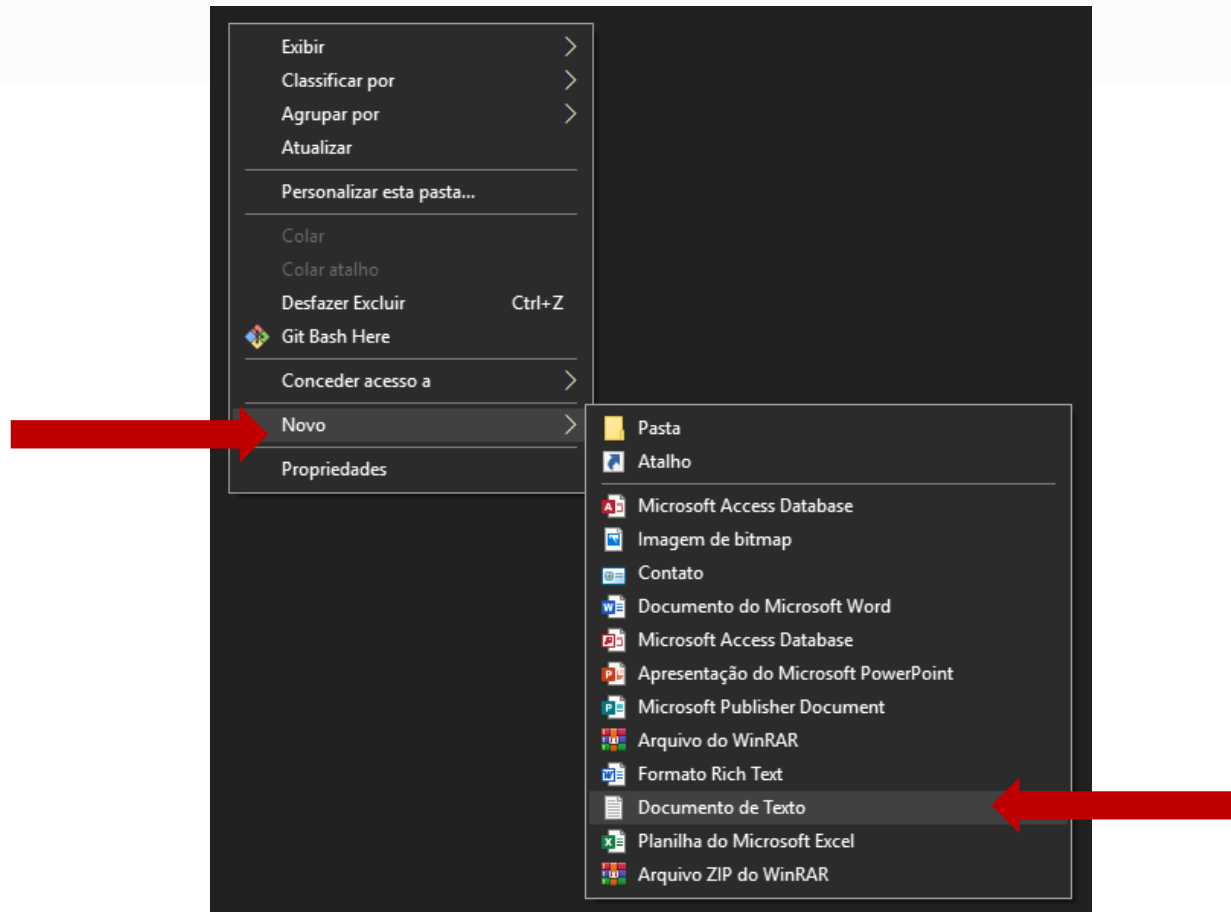 Exibir
Classificar por
Agrupar por
Atualizar
Personalizar esta pasta...
Colar
Colar atalho
Desfazer Excluir Ctrl+Z
Git Bash Here
Conceder acesso a
Novo
Propriedades
Pasta
Atalho
Microsoft Access Database
Imagem de bitmap
Contato
Documento do Microsoft Word
Microsoft Access Database
Apresentação do Microsoft PowerPoint
Microsoft Publisher Document
Arquivo do WinRAR
Formato Rich Text
Documento de Texto
Planilha do Microsoft Excel
Arquivo ZIP do WinRAR